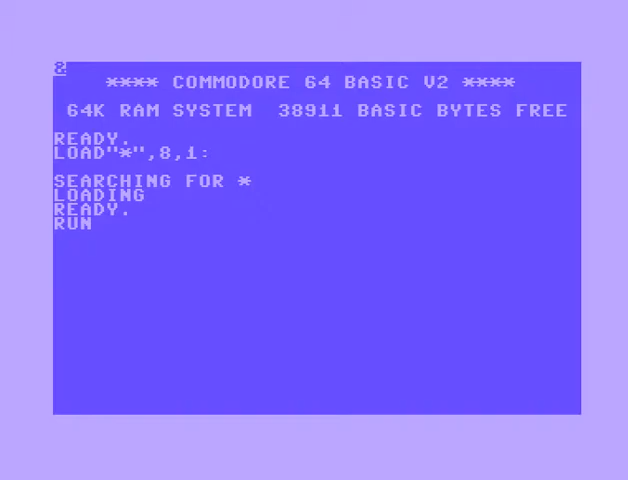 &
**** COMMODORE 64 BASIC V2 ****
64K RAM SYSTEM  38911 BASIC BYTES FREE
READY.
LOAD"*",8,1:
SEARCHING FOR *
LOADING
READY.
RUN